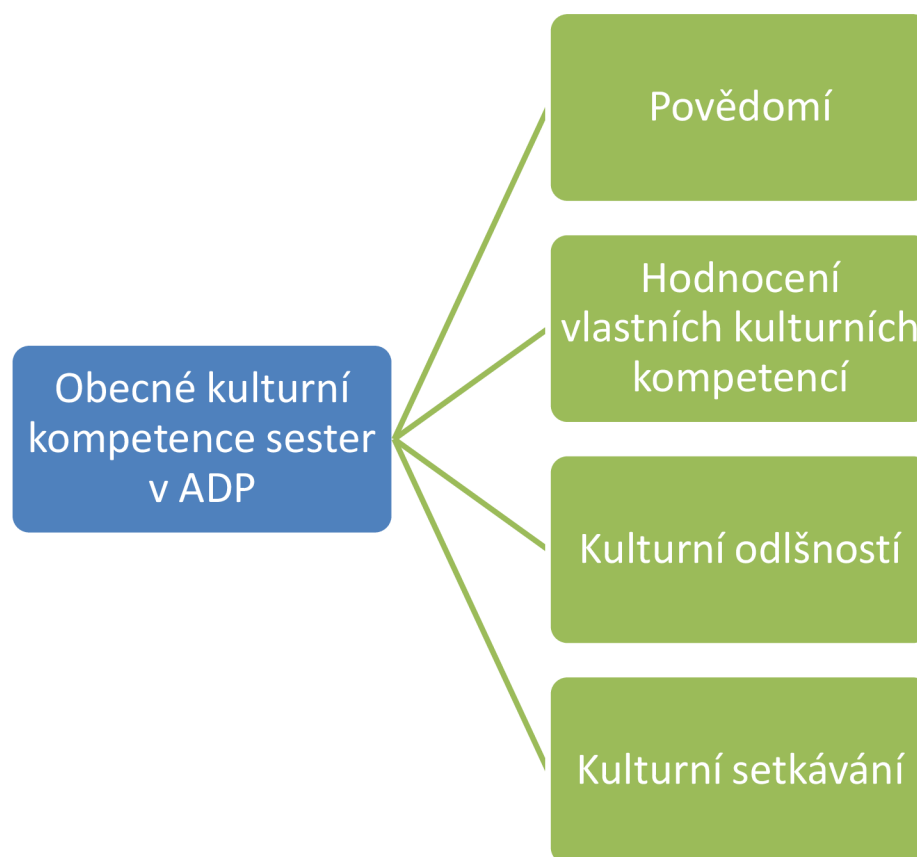 Obecné kulturní
kompetence sester
v ADP
Povědomí
Hodnocení
vlastních kulturních
kompetencí
Kulturní odlšností
Kulturní setkávání